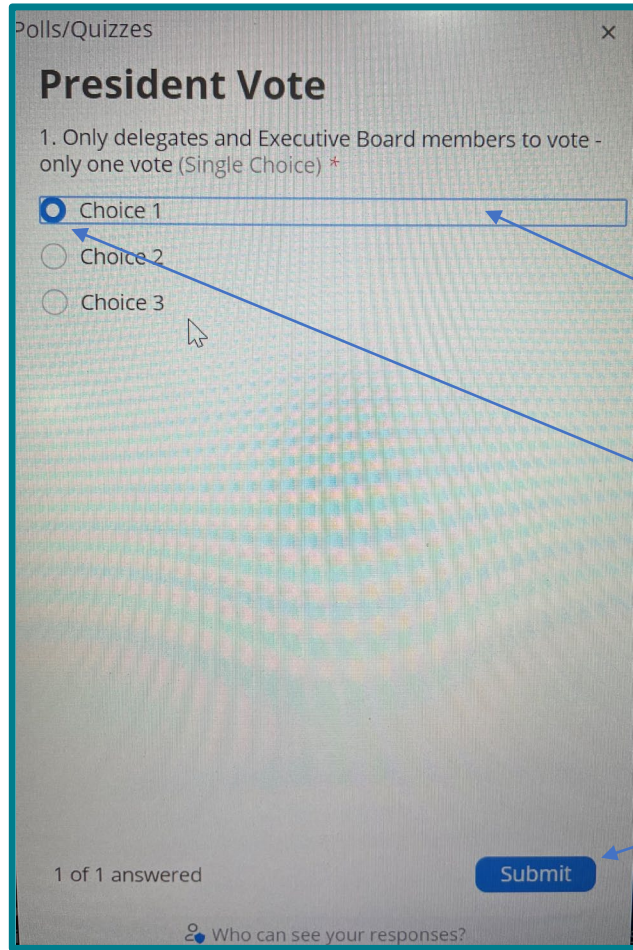 Polls/Quizzes
President Vote
1. Only delegates and Executive Board members to vote -
only one vote (Single Choice) *
Choice 1
Choice 2
Choice 3
1 of 1 answered
Submit
Who can see your responses?